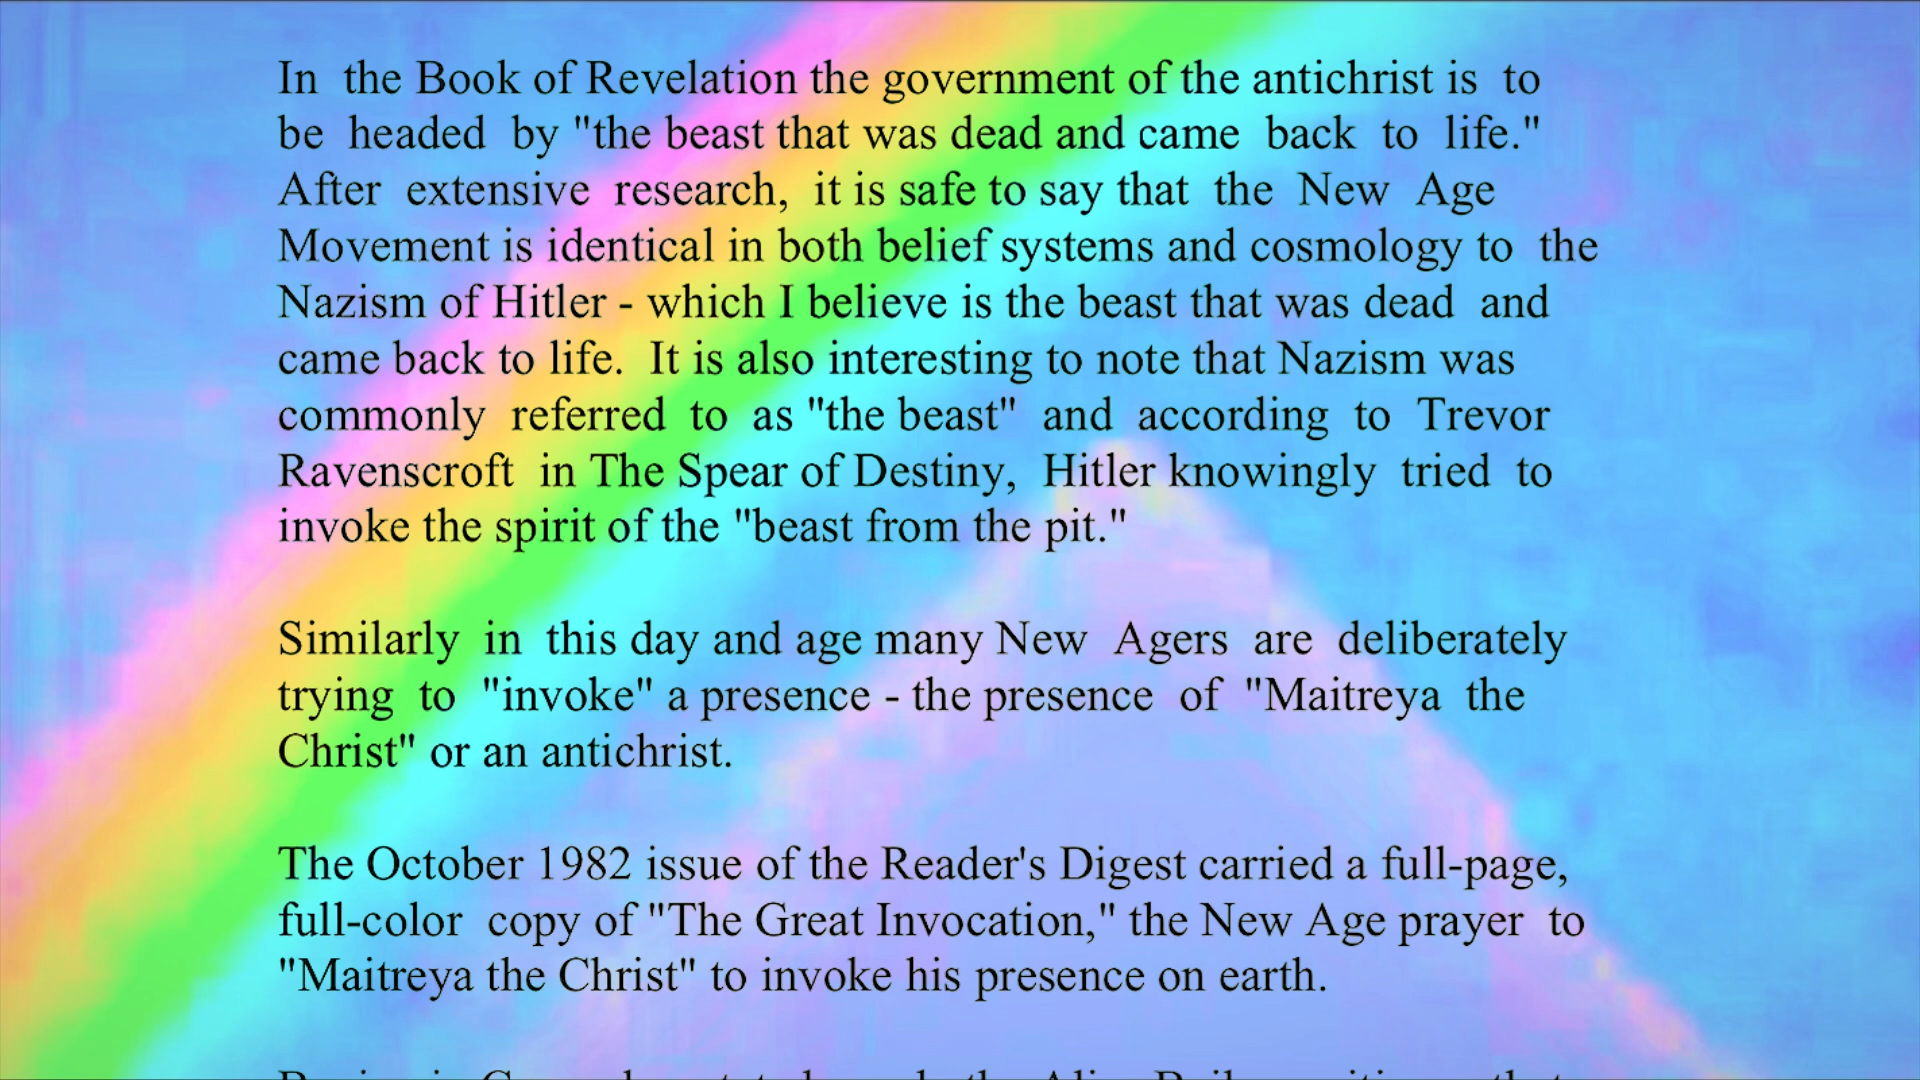 In the Book of Revelation the government of the antichrist is to
be headed by "the beast that was dead and came back to life."
After extensive research, it is safe to say that the New Age
Movement is identical in both belief systems and cosmology to the
Nazism of Hitler - which I believe is the beast that was dead and
came back to life. It is also interesting to note that Nazism was
commonly referred to as "the beast" and according to Trevor
Ravenscroft in The Spear of Destiny, Hitler knowingly tried to
invoke the spirit of the "beast from the pit."
Similarly in this day and age many New Agers are deliberately
trying to "invoke" a presence - the presence of "Maitreya the
Christ" or an antichrist.
The October 1982 issue of the Reader's Digest carried a full-page,
full-color copy of "The Great Invocation," the New Age prayer to
"Maitreya the Christ" to invoke his presence on earth.